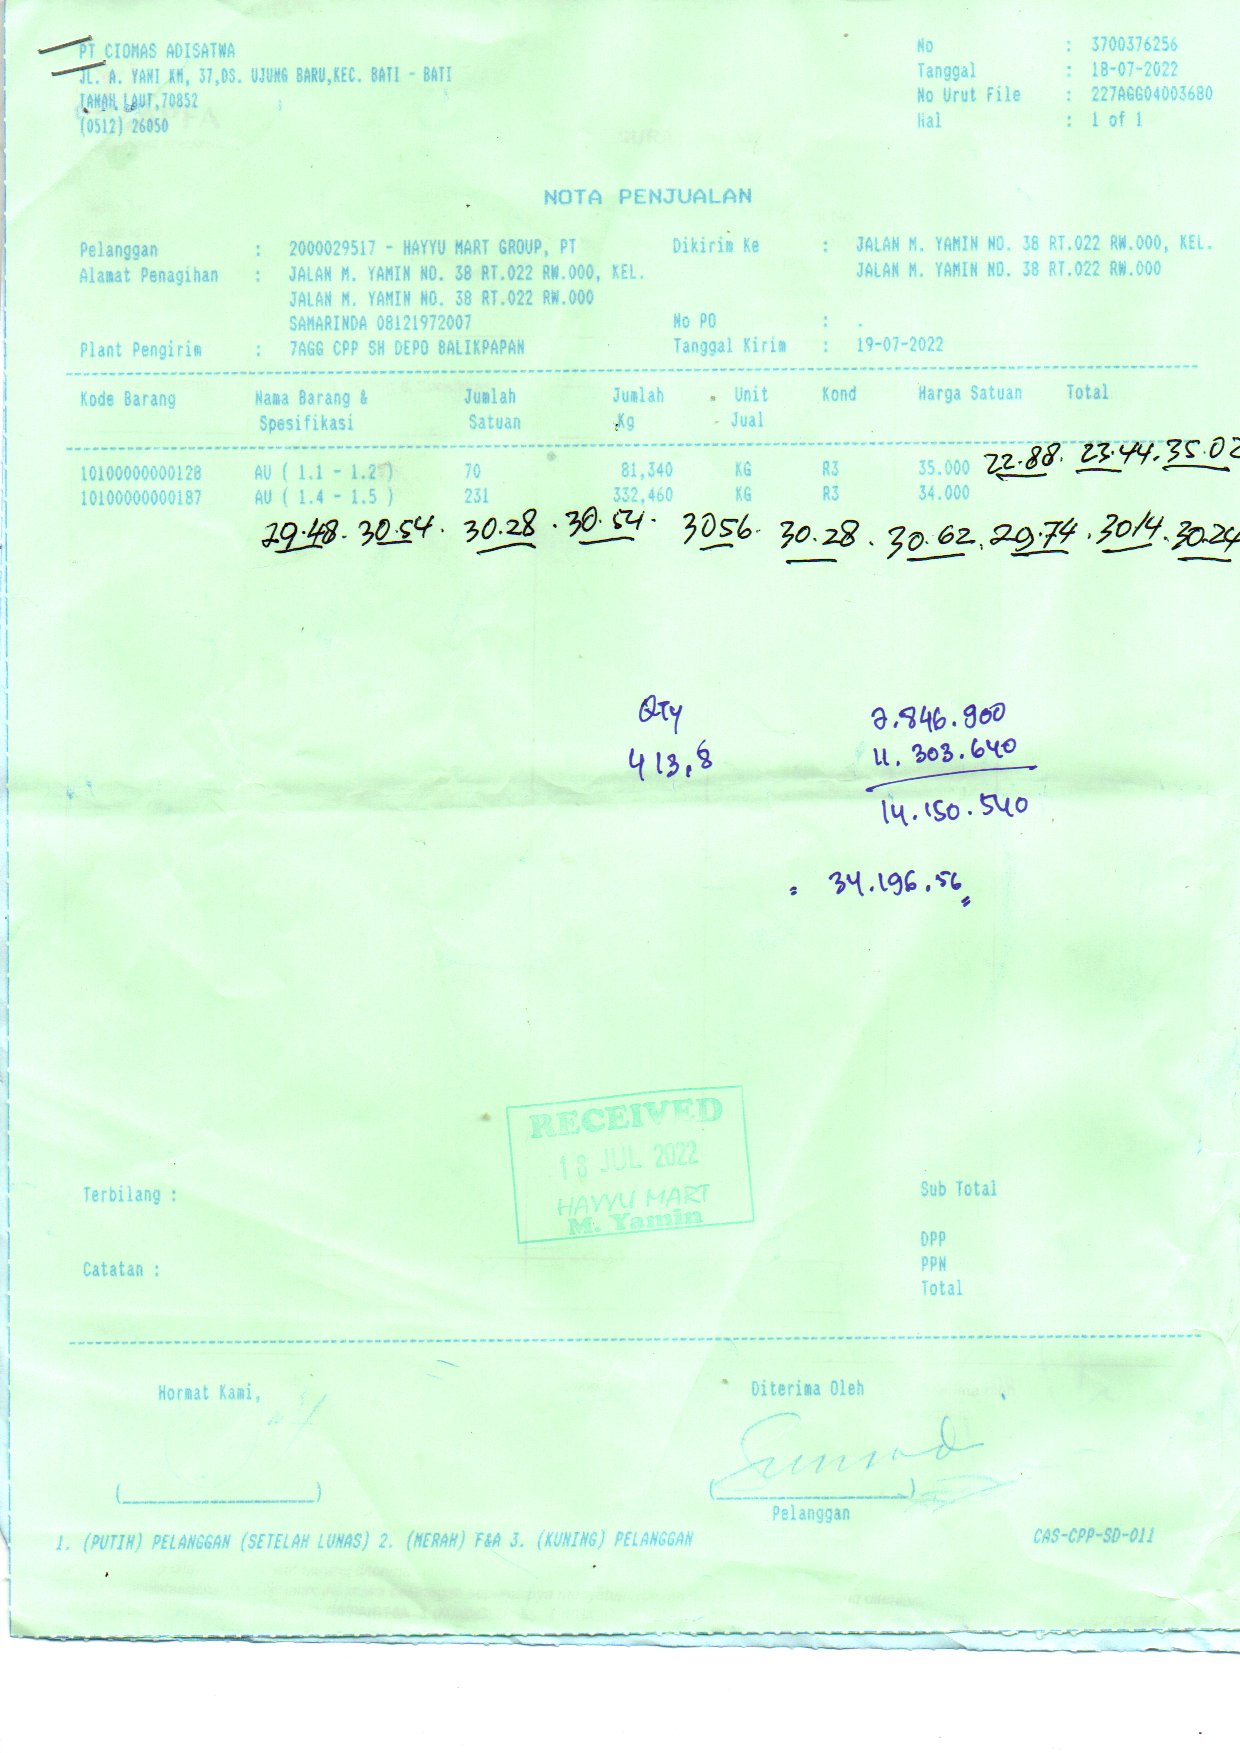 PT CIOMAS ADISATWA
JL. A. YANI KM, 37,DS. UJUNG BARU,KEC. BATI - BATI
TANAH LAUT,70852
(0512) 26050
No : 3700376256
Tanggal : 18-07-2022
No Urut File : 227AGG04003680
Hal : 1 of 1
NOTA PENJUALAN
Pelanggan : 2000029517 - HAYYU MART GROUP, PT
Alamat Penagihan : JALAN M. YAMIN NO. 38 RT.022 RW.000, KEL.
JALAN M. YAMIN NO. 38 RT.022 RW.000
SAMARINDA 08121972007
Plant Pengirim : 7AGG CPP SH DEPO BALIKPAPAN
Dikirim Ke : JALAN M. YAMIN NO. 38 RT.022 RW.000, KEL.
JALAN M. YAMIN NO. 38 RT.022 RW.000
No PO : .
Tanggal Kirim : 19-07-2022
Kode Barang Nama Barang & Jumlah Jumlah Unit Kond Harga Satuan Total
Spesifikasi Satuan Kg Jual
10100000000128 AU ( 1.1 - 1.2 ) 70 81,340 KG R3 35.000 22.88. 23.44. 35.02
10100000000187 AU ( 1.4 - 1.5 ) 231 332,460 KG R3 34.000
29.48. 30.54. 30.28. 30.54. 3056. 30.28. 30.62. 29.74. 3014. 30.24
Qty 2.846.900
413,8 11.303.640
14.150.540
= 34.196.56
RECEIVED
18 JUL 2022
HAYYU MART
M. Yamin
Terbilang :
Catatan :
Sub Total
DPP
PPN
Total
Hormat Kami,
Diterima Oleh
(____________________)
(____________________)
Pelanggan
1. (PUTIH) PELANGGAN (SETELAH LUNAS) 2. (MERAH) F&A 3. (KUNING) PELANGGAN
CAS-CPP-SD-011